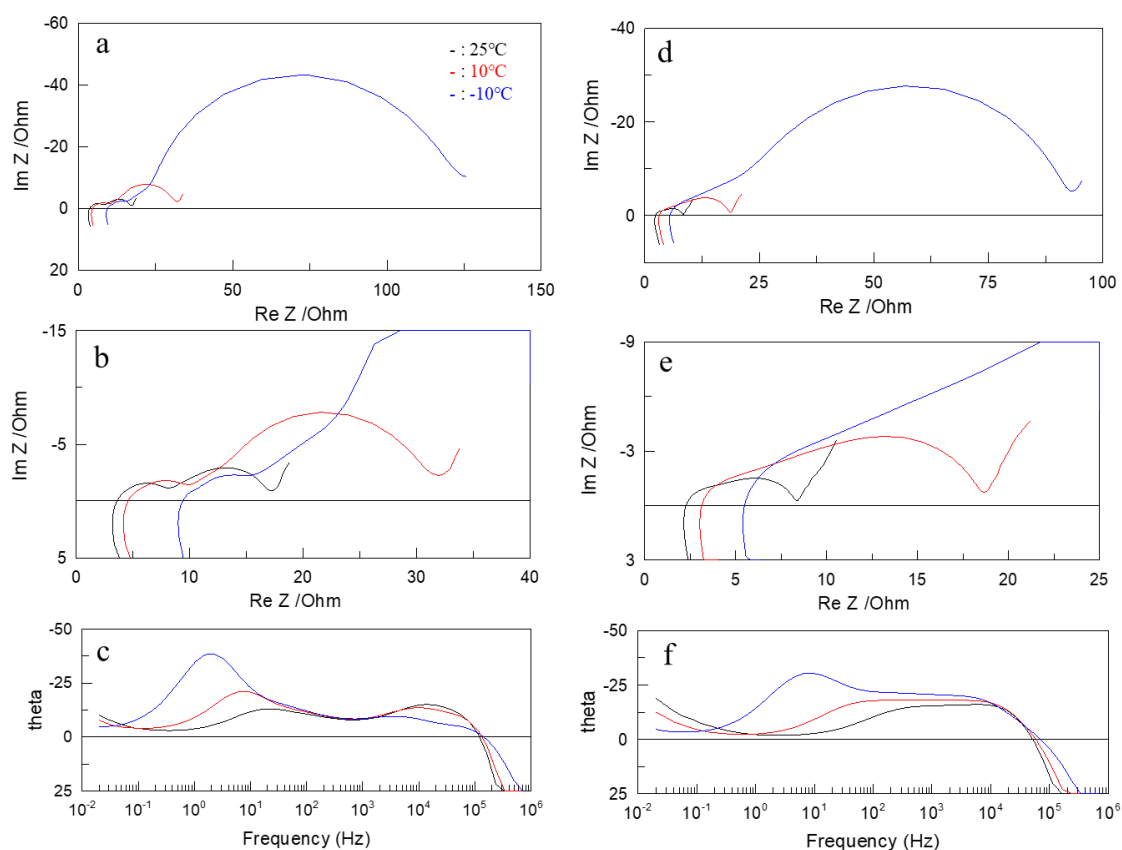 a
- : 25°C
- : 10°C
- : -10°C
-60
-40
-20
0
20
Im Z /Ohm
0
50
100
150
Re Z /Ohm
d
-40
-20
0
Im Z /Ohm
0
25
50
75
100
Re Z /Ohm
b
-15
-5
5
Im Z /Ohm
0
10
20
30
40
Re Z /Ohm
e
-9
-3
3
Im Z /Ohm
0
5
10
15
20
25
Re Z /Ohm
c
-50
-25
0
25
theta
10-2
10-1
100
101
102
103
104
105
106
Frequency (Hz)
f
-50
-25
0
25
theta
10-2
10-1
100
101
102
103
104
105
106
Frequency (Hz)